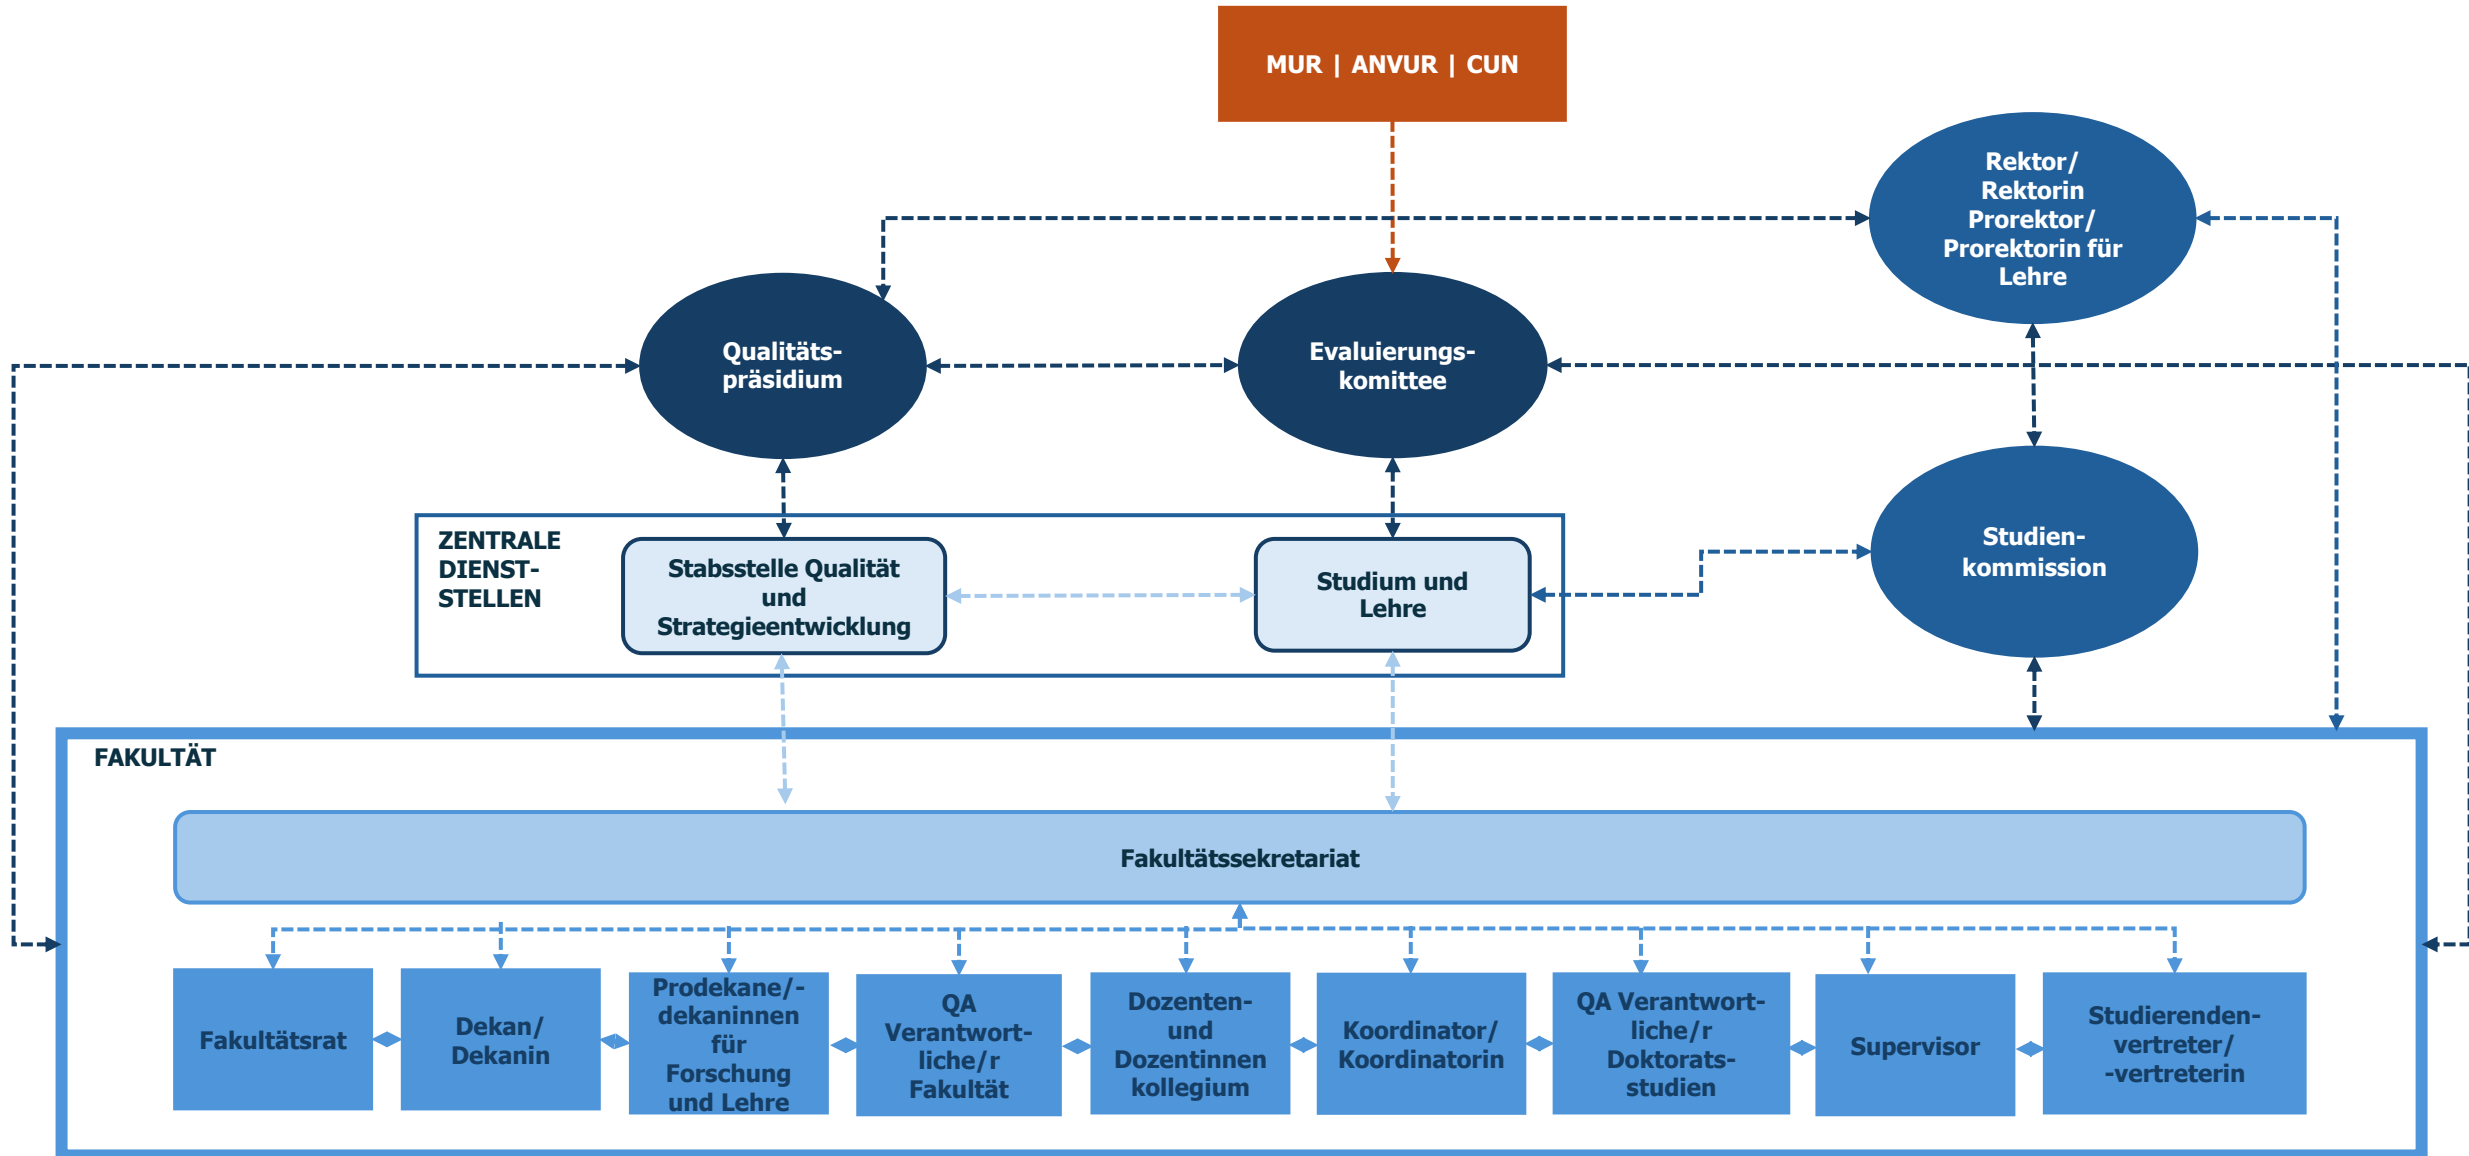 MUR | ANVUR | CUN
Rektor/
Rektorin
Prorektor/
Prorektorin für
Lehre
Qualitäts-
präsidium
Evaluierungs-
komittee
ZENTRALE
DIENST-
STELLEN
Stabsstelle Qualität
und
Strategieentwicklung
Studium und
Lehre
Studien-
kommission
FAKULTÄT
Fakultätssekretariat
Fakultätsrat
Dekan/
Dekanin
Prodekane/-
dekaninnen
für
Forschung
und Lehre
QA
Verantwort-
liche/r
Fakultät
Dozenten-
und
Dozentinnen
kollegium
Koordinator/
Koordinatorin
QA Verantwort-
liche/r
Doktorats-
studien
Supervisor
Studierenden-
vertreter/
-vertreterin